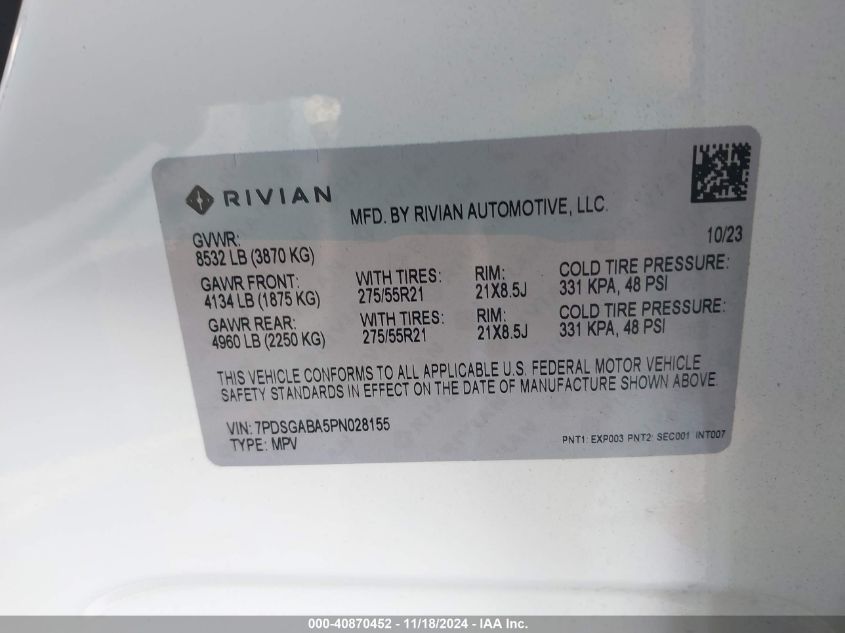 RIVIAN
MFD. BY RIVIAN AUTOMOTIVE, LLC.
10/23
GVWR:
8532 LB (3870 KG)
GAWR FRONT: WITH TIRES: RIM: COLD TIRE PRESSURE:
4134 LB (1875 KG) 275/55R21 21X8.5J 331 KPA, 48 PSI
GAWR REAR: WITH TIRES: RIM: COLD TIRE PRESSURE:
4960 LB (2250 KG) 275/55R21 21X8.5J 331 KPA, 48 PSI
THIS VEHICLE CONFORMS TO ALL APPLICABLE U.S. FEDERAL MOTOR VEHICLE
SAFETY STANDARDS IN EFFECT ON THE DATE OF MANUFACTURE SHOWN ABOVE.
VIN: 7PDSGABA5PN028155
TYPE: MPV
PNT1: EXP003 PNT2: SEC001 INT007
000-40870452 - 11/18/2024 - IAA Inc.